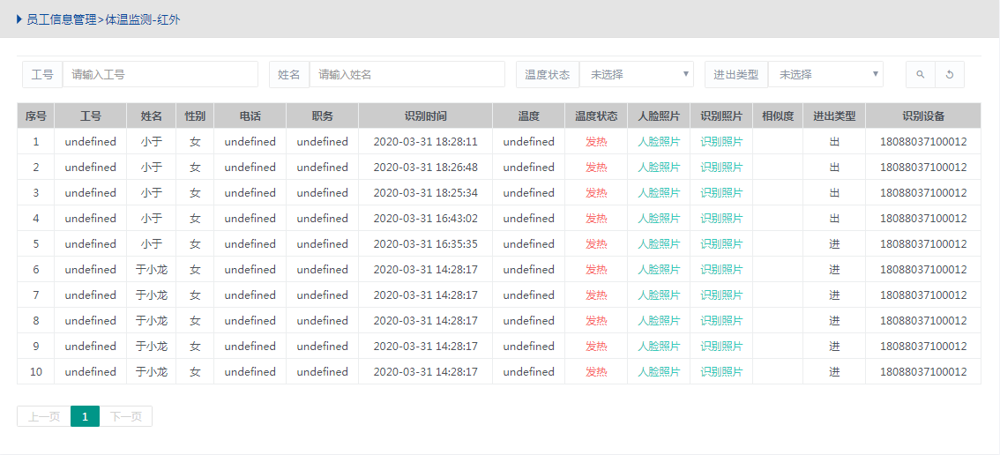 员工信息管理>体温监测-红外
工号 请输入工号 姓名 请输入姓名 温度状态 未选择 进出类型 未选择
序号 工号 姓名 性别 电话 职务 识别时间 温度 温度状态 人脸照片 识别照片 相似度 进出类型 识别设备
1 undefined 小于 女 undefined undefined 2020-03-31 18:28:11 undefined 发热 人脸照片 识别照片 出 18088037100012
2 undefined 小于 女 undefined undefined 2020-03-31 18:26:48 undefined 发热 人脸照片 识别照片 出 18088037100012
3 undefined 小于 女 undefined undefined 2020-03-31 18:25:34 undefined 发热 人脸照片 识别照片 出 18088037100012
4 undefined 小于 女 undefined undefined 2020-03-31 16:43:02 undefined 发热 人脸照片 识别照片 出 18088037100012
5 undefined 小于 女 undefined undefined 2020-03-31 16:35:35 undefined 发热 人脸照片 识别照片 进 18088037100012
6 undefined 于小龙 女 undefined undefined 2020-03-31 14:28:17 undefined 发热 人脸照片 识别照片 进 18088037100012
7 undefined 于小龙 女 undefined undefined 2020-03-31 14:28:17 undefined 发热 人脸照片 识别照片 进 18088037100012
8 undefined 于小龙 女 undefined undefined 2020-03-31 14:28:17 undefined 发热 人脸照片 识别照片 进 18088037100012
9 undefined 于小龙 女 undefined undefined 2020-03-31 14:28:17 undefined 发热 人脸照片 识别照片 进 18088037100012
10 undefined 于小龙 女 undefined undefined 2020-03-31 14:28:17 undefined 发热 人脸照片 识别照片 进 18088037100012
上一页 1 下一页